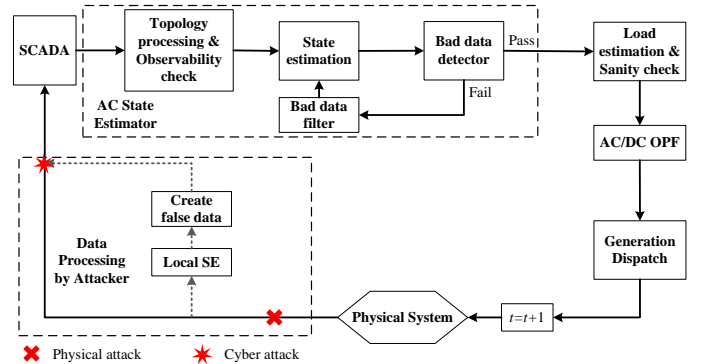 SCADA
Topology
processing &
Observability
check
State
estimation
Bad data
detector
Pass
Load
estimation &
Sanity check
Fail
Bad data
filter
AC State
Estimator
AC/DC OPF
Create
false data
Data
Processing
by Attacker
Local SE
Generation
Dispatch
Physical System
t=t+1
Physical attack
Cyber attack